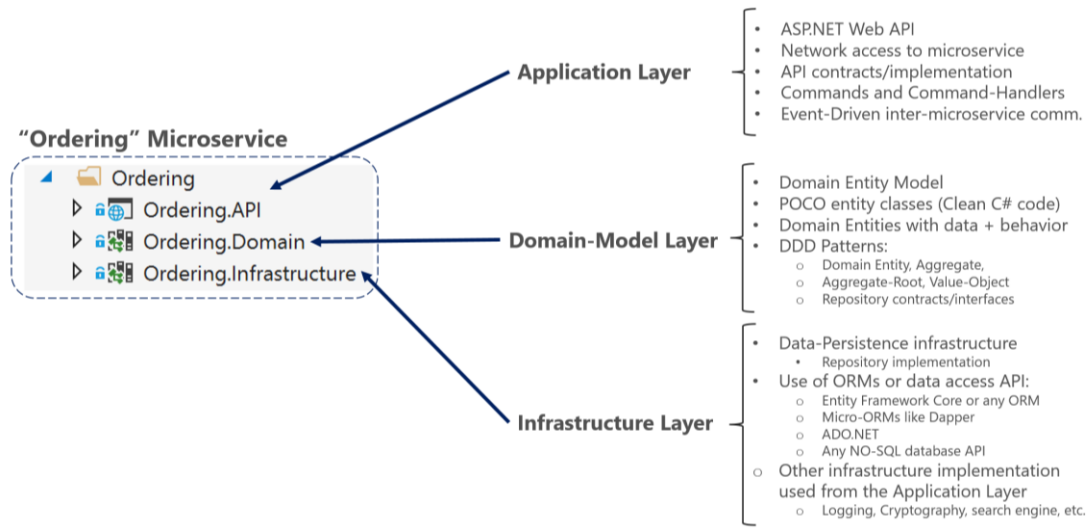 “Ordering” Microservice
Ordering
Ordering.API
Ordering.Domain
Ordering.Infrastructure
Application Layer
• ASP.NET Web API
• Network access to microservice
• API contracts/implementation
• Commands and Command-Handlers
• Event-Driven inter-microservice comm.
Domain-Model Layer
• Domain Entity Model
• POCO entity classes (Clean C# code)
• Domain Entities with data + behavior
• DDD Patterns:
o Domain Entity, Aggregate,
o Aggregate-Root, Value-Object
o Repository contracts/interfaces
Infrastructure Layer
• Data-Persistence infrastructure
• Repository implementation
• Use of ORMs or data access API:
o Entity Framework Core or any ORM
o Micro-ORMs like Dapper
o ADO.NET
o Any NO-SQL database API
o Other infrastructure implementation
used from the Application Layer
o Logging, Cryptography, search engine, etc.